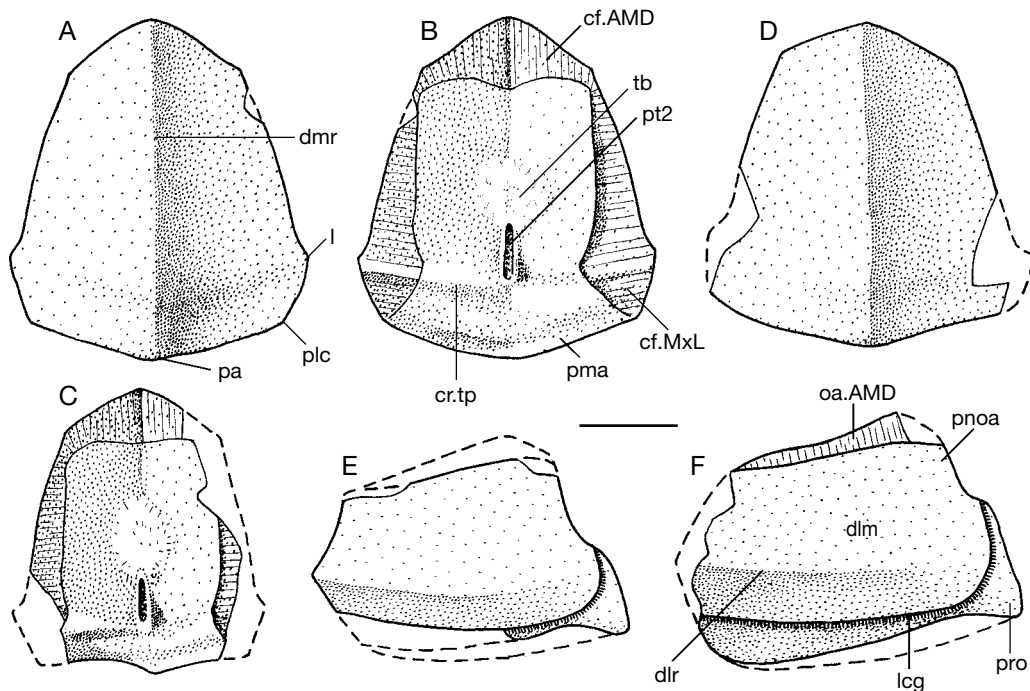 A
B
D
cf.AMD
tb
pt2
dmr
l
plc
pa
cr.tp
pma
cf.MxL
C
E
F
oa.AMD
pnoa
dlm
dlr
lcg
pro